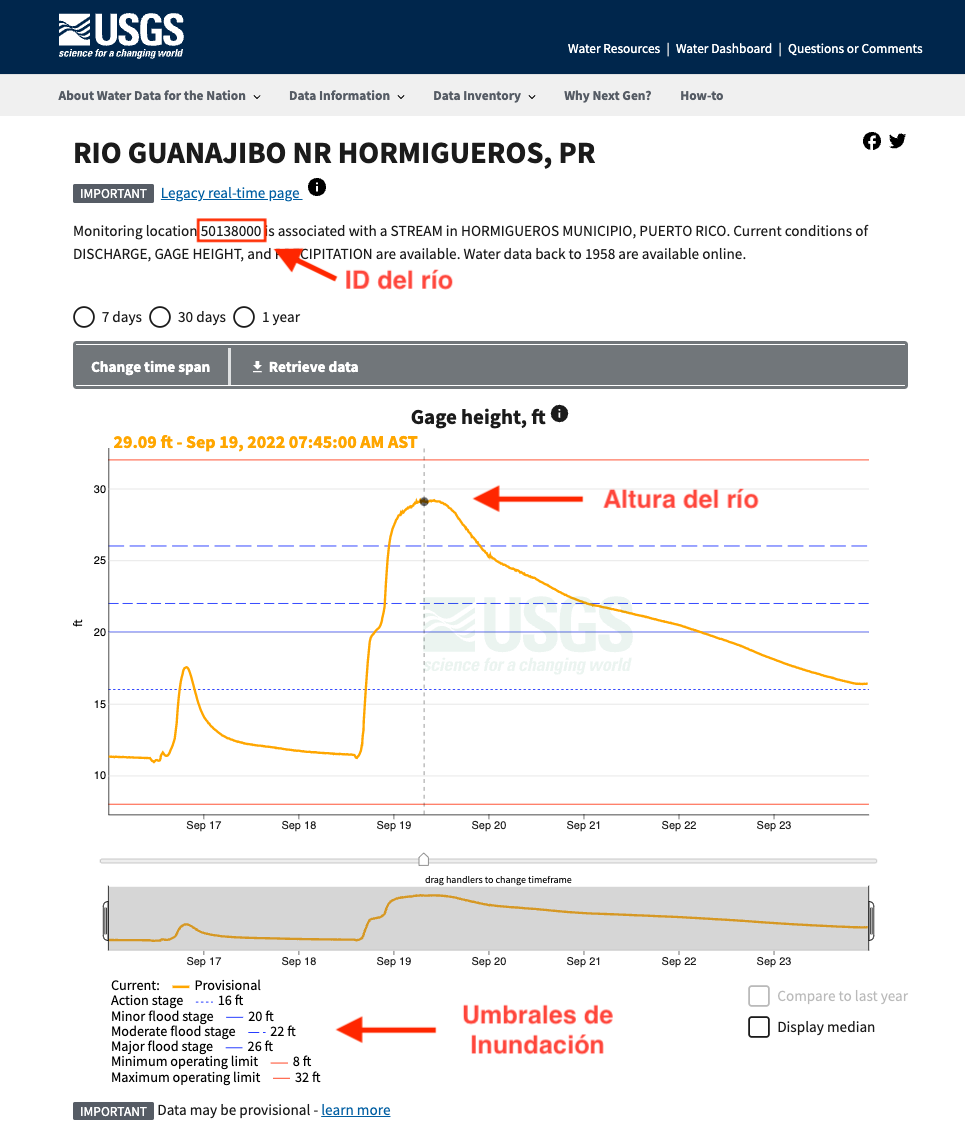 USGS
science for a changing world
Water Resources | Water Dashboard | Questions or Comments
About Water Data for the Nation
Data Information
Data Inventory
Why Next Gen?
How-to
RIO GUANAJIBO NR HORMIGUEROS, PR
IMPORTANT Legacy real-time page
Monitoring location 50138000 is associated with a STREAM in HORMIGUEROS MUNICIPIO, PUERTO RICO. Current conditions of
DISCHARGE, GAGE HEIGHT, and PRECIPITATION are available. Water data back to 1958 are available online.
ID del río
7 days
30 days
1 year
Change time span
Retrieve data
Gage height, ft
29.09 ft - Sep 19, 2022 07:45:00 AM AST
30
Altura del río
25
ft
20
USGS
science for a changing world
15
10
Sep 17
Sep 18
Sep 19
Sep 20
Sep 21
Sep 22
Sep 23
drag handlers to change timeframe
Sep 17
Sep 18
Sep 19
Sep 20
Sep 21
Sep 22
Sep 23
Current: Provisional
Action stage 16 ft
Minor flood stage 20 ft
Moderate flood stage 22 ft
Major flood stage 26 ft
Minimum operating limit 8 ft
Maximum operating limit 32 ft
Umbrales de
Inundación
Compare to last year
Display median
IMPORTANT Data may be provisional - learn more